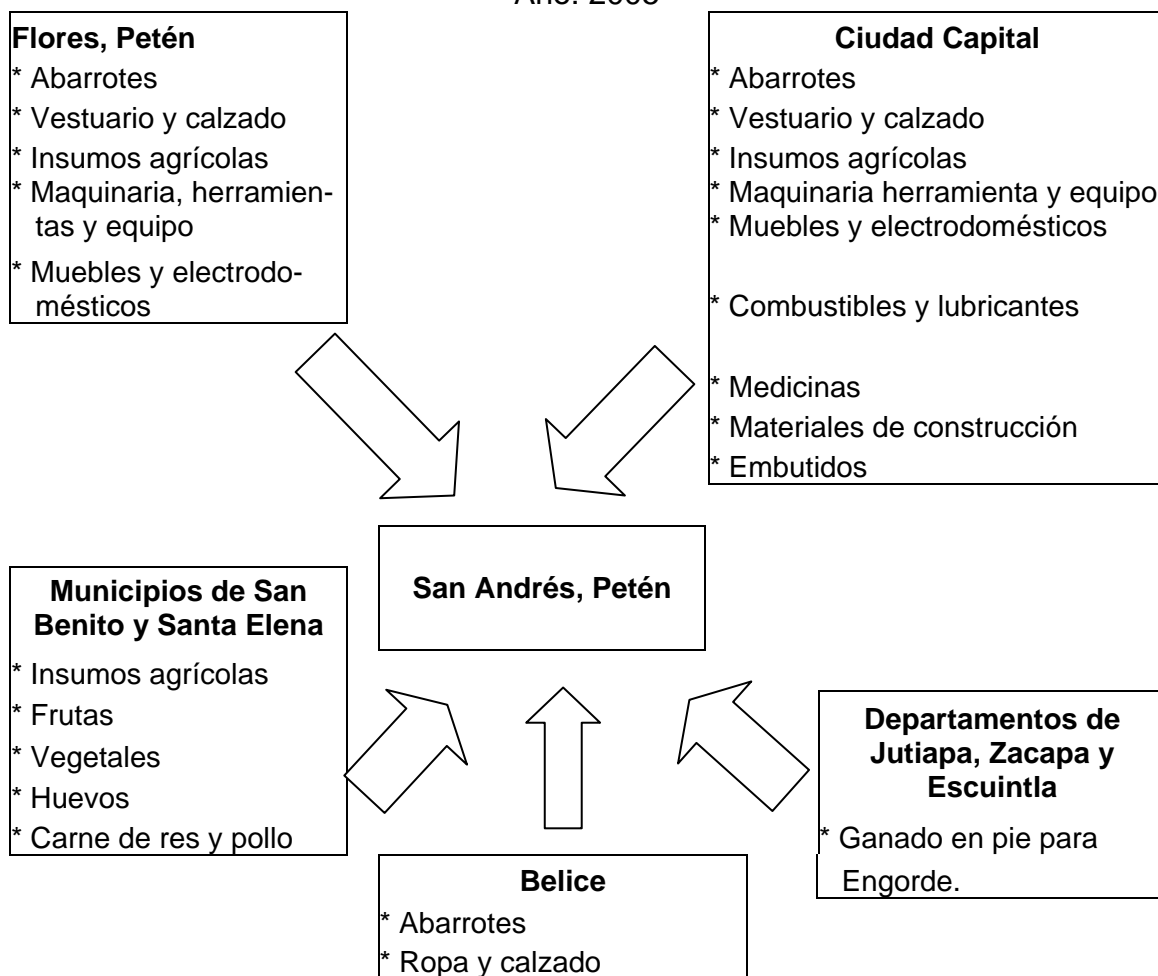 Flores, Petén
* Abarrotes
* Vestuario y calzado
* Insumos agrícolas
* Maquinaria, herramien-
tas y equipo
* Muebles y electrodo-
mésticos
Ciudad Capital
* Abarrotes
* Vestuario y calzado
* Insumos agrícolas
* Maquinaria herramienta y equipo
* Muebles y electrodomésticos
* Combustibles y lubricantes
* Medicinas
* Materiales de construcción
* Embutidos
San Andrés, Petén
Municipios de San
Benito y Santa Elena
* Insumos agrícolas
* Frutas
* Vegetales
* Huevos
* Carne de res y pollo
Belice
* Abarrotes
* Ropa y calzado
Departamentos de
Jutiapa, Zacapa y
Escuintla
* Ganado en pie para
Engorde.